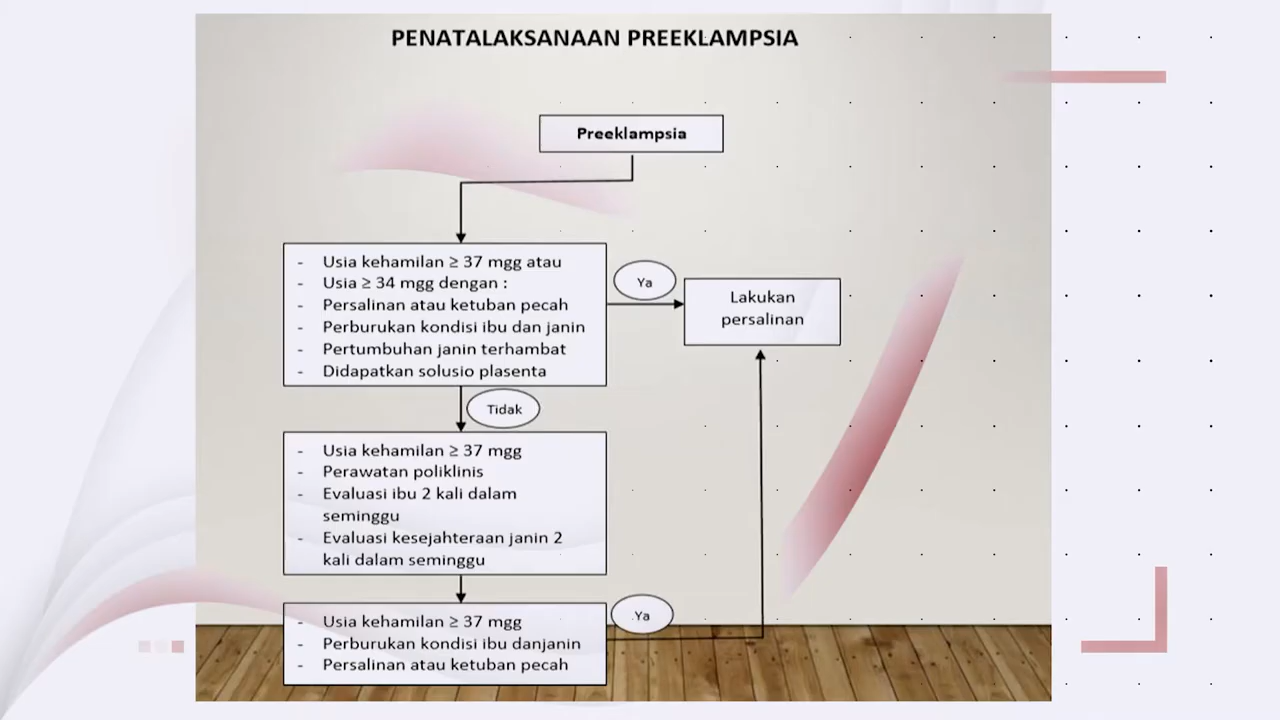 PENATALAKSANAAN PREEKLAMPSIA
Preeklampsia
- Usia kehamilan ≥ 37 mgg atau
- Usia ≥ 34 mgg dengan :
- Persalinan atau ketuban pecah
- Perburukan kondisi ibu dan janin
- Pertumbuhan janin terhambat
- Didapatkan solusio plasenta
Ya
Lakukan
persalinan
Tidak
- Usia kehamilan ≥ 37 mgg
- Perawatan poliklinis
- Evaluasi ibu 2 kali dalam
seminggu
- Evaluasi kesejahteraan janin 2
kali dalam seminggu
- Usia kehamilan ≥ 37 mgg
- Perburukan kondisi ibu danjanin
- Persalinan atau ketuban pecah
Ya